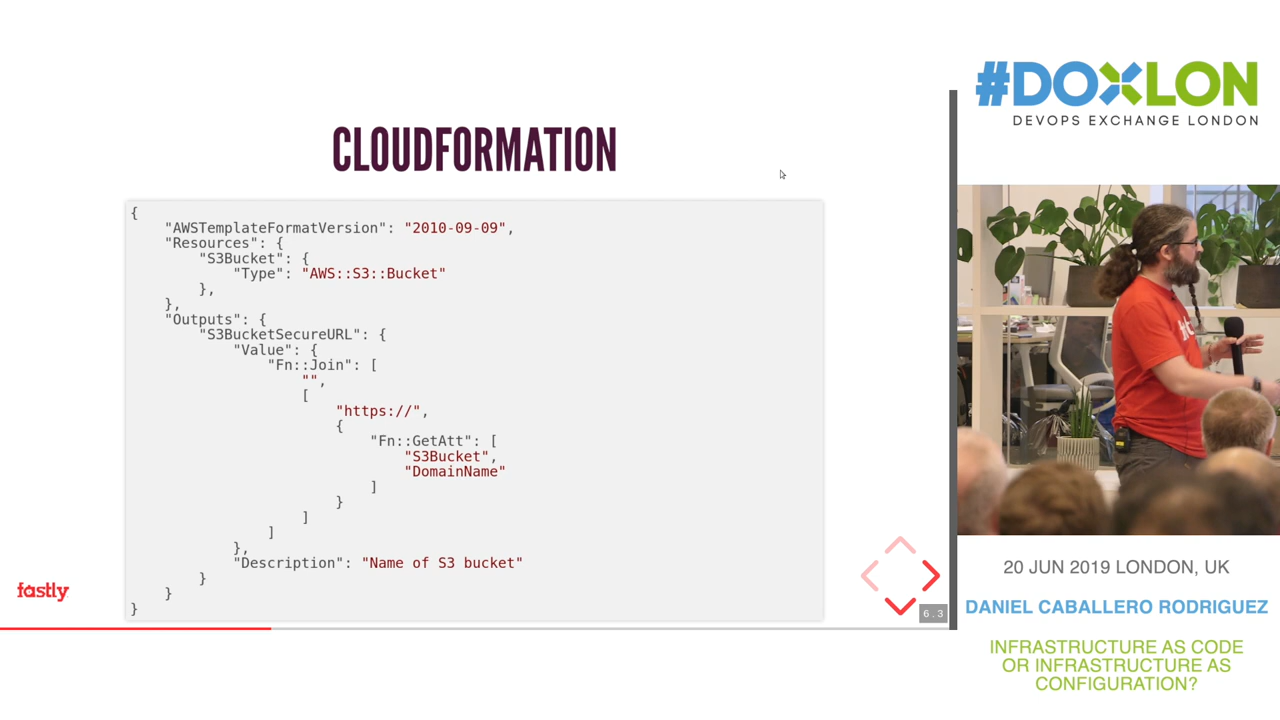 CLOUDFORMATION
{
    "AWSTemplateFormatVersion": "2010-09-09",
    "Resources": {
        "S3Bucket": {
            "Type": "AWS::S3::Bucket"
        },
    },
    "Outputs": {
        "S3BucketSecureURL": {
            "Value": {
                "Fn::Join": [
                    "",
                    [
                        "https://",
                        {
                            "Fn::GetAtt": [
                                "S3Bucket",
                                "DomainName"
                            ]
                        }
                    ]
                ]
            },
            "Description": "Name of S3 bucket"
        }
    }
}
fastly
6.3
#DOXLON
DEVOPS EXCHANGE LONDON
20 JUN 2019 LONDON, UK
DANIEL CABALLERO RODRIGUEZ
INFRASTRUCTURE AS CODE
OR INFRASTRUCTURE AS
CONFIGURATION?